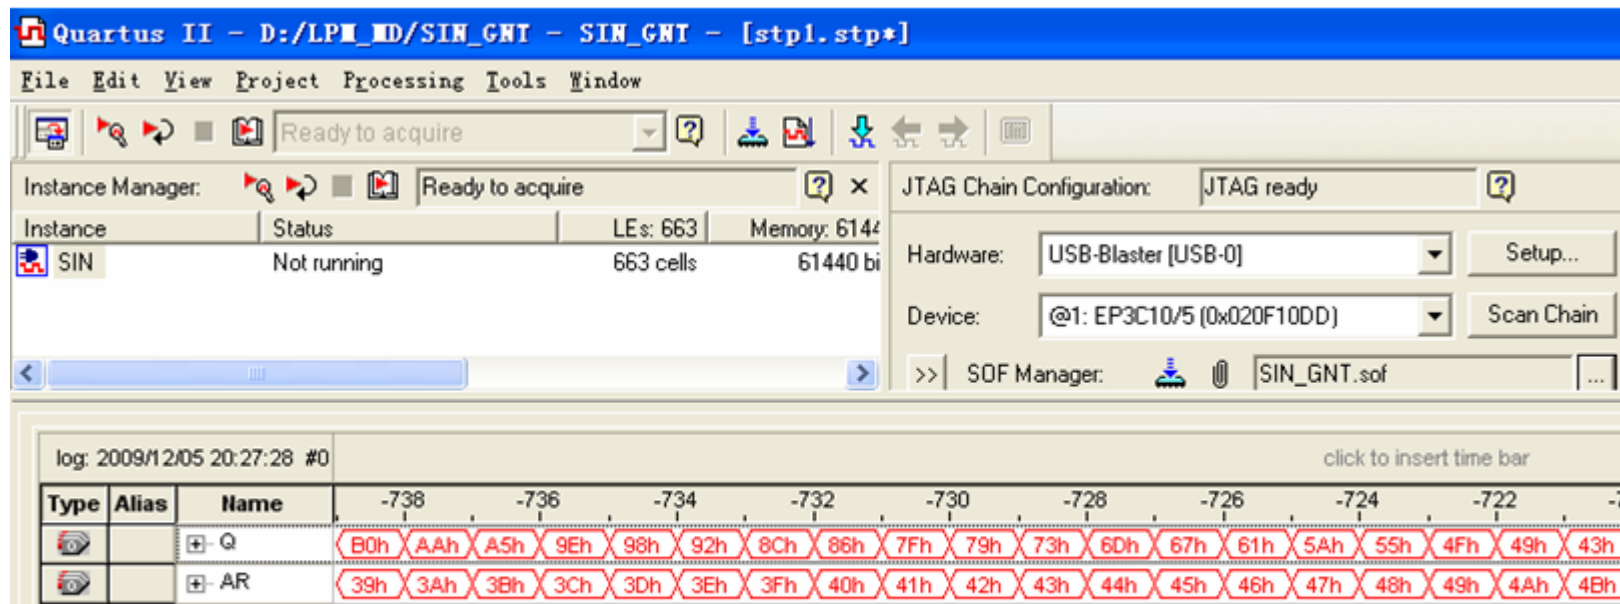 Quartus II - D:/LPM_MD/SIN_GNT - SIN_GNT - [stp1.stp*]
File Edit View Project Processing Tools Window
Ready to acquire
Instance Manager: Ready to acquire JTAG Chain Configuration: JTAG ready
Instance Status LEs: 663 Memory: 6144
SIN Not running 663 cells 61440 bi
Hardware: USB-Blaster [USB-0] Setup...
Device: @1: EP3C10/5 (0x020F10DD) Scan Chain
>> SOF Manager: SIN_GNT.sof ...
log: 2009/12/05 20:27:28 #0 click to insert time bar
Type Alias Name -738 -736 -734 -732 -730 -728 -726 -724 -722
Q B0h AAh A5h 9Eh 98h 92h 8Ch 86h 7Fh 79h 73h 6Dh 67h 61h 5Ah 55h 4Fh 49h 43h
AR 39h 3Ah 3Bh 3Ch 3Dh 3Eh 3Fh 40h 41h 42h 43h 44h 45h 46h 47h 48h 49h 4Ah 4Bh